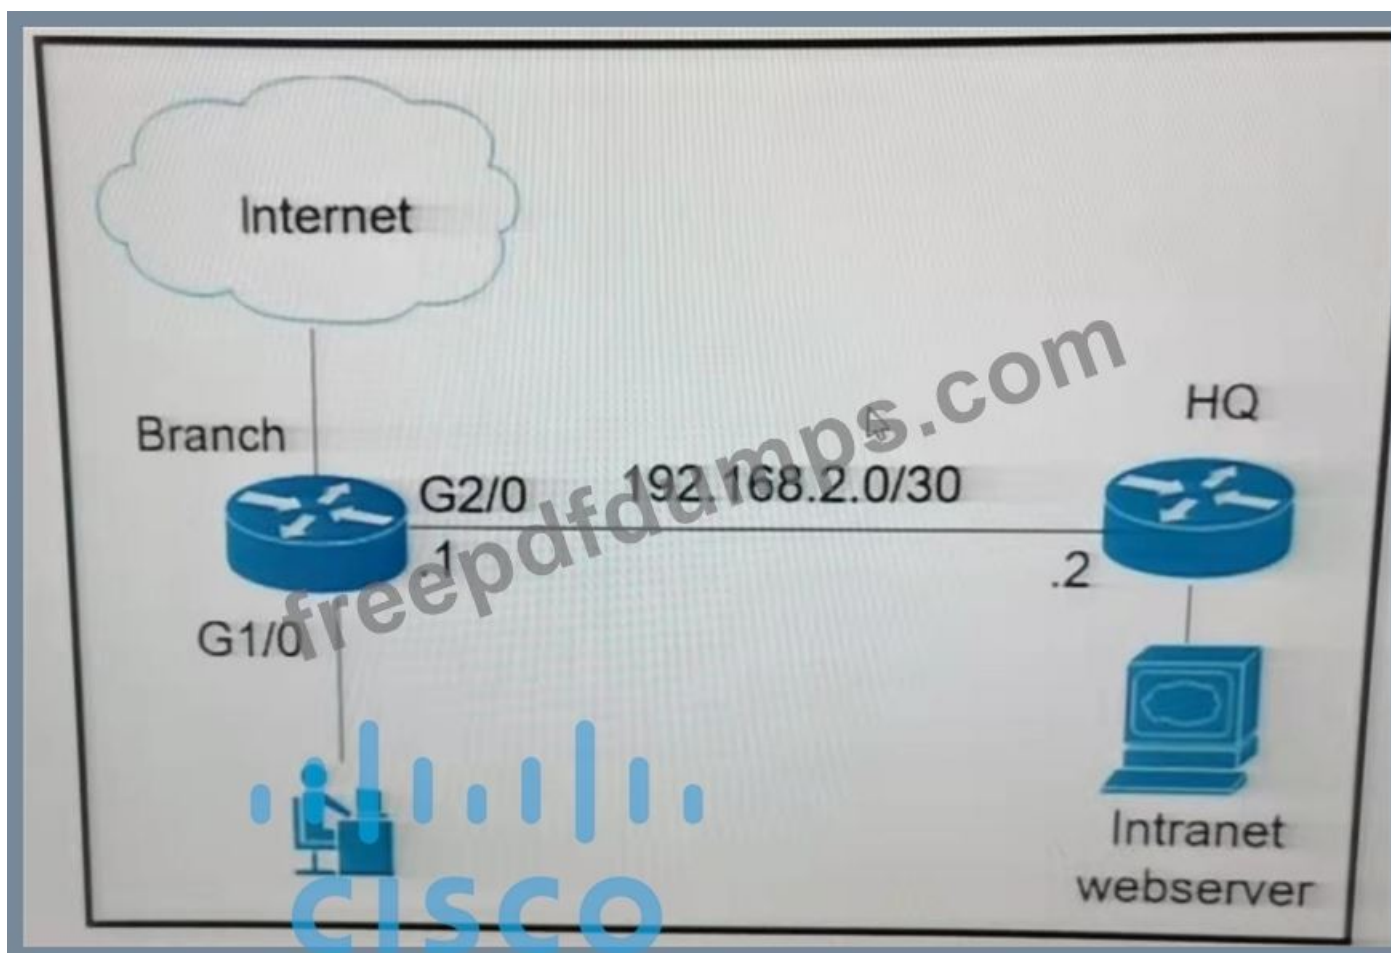 Internet
Branch
G2/0
192.168.2.0/30
HQ
.1
.2
G1/0
freepdfdumps.com
Intranet
webserver
CISCO